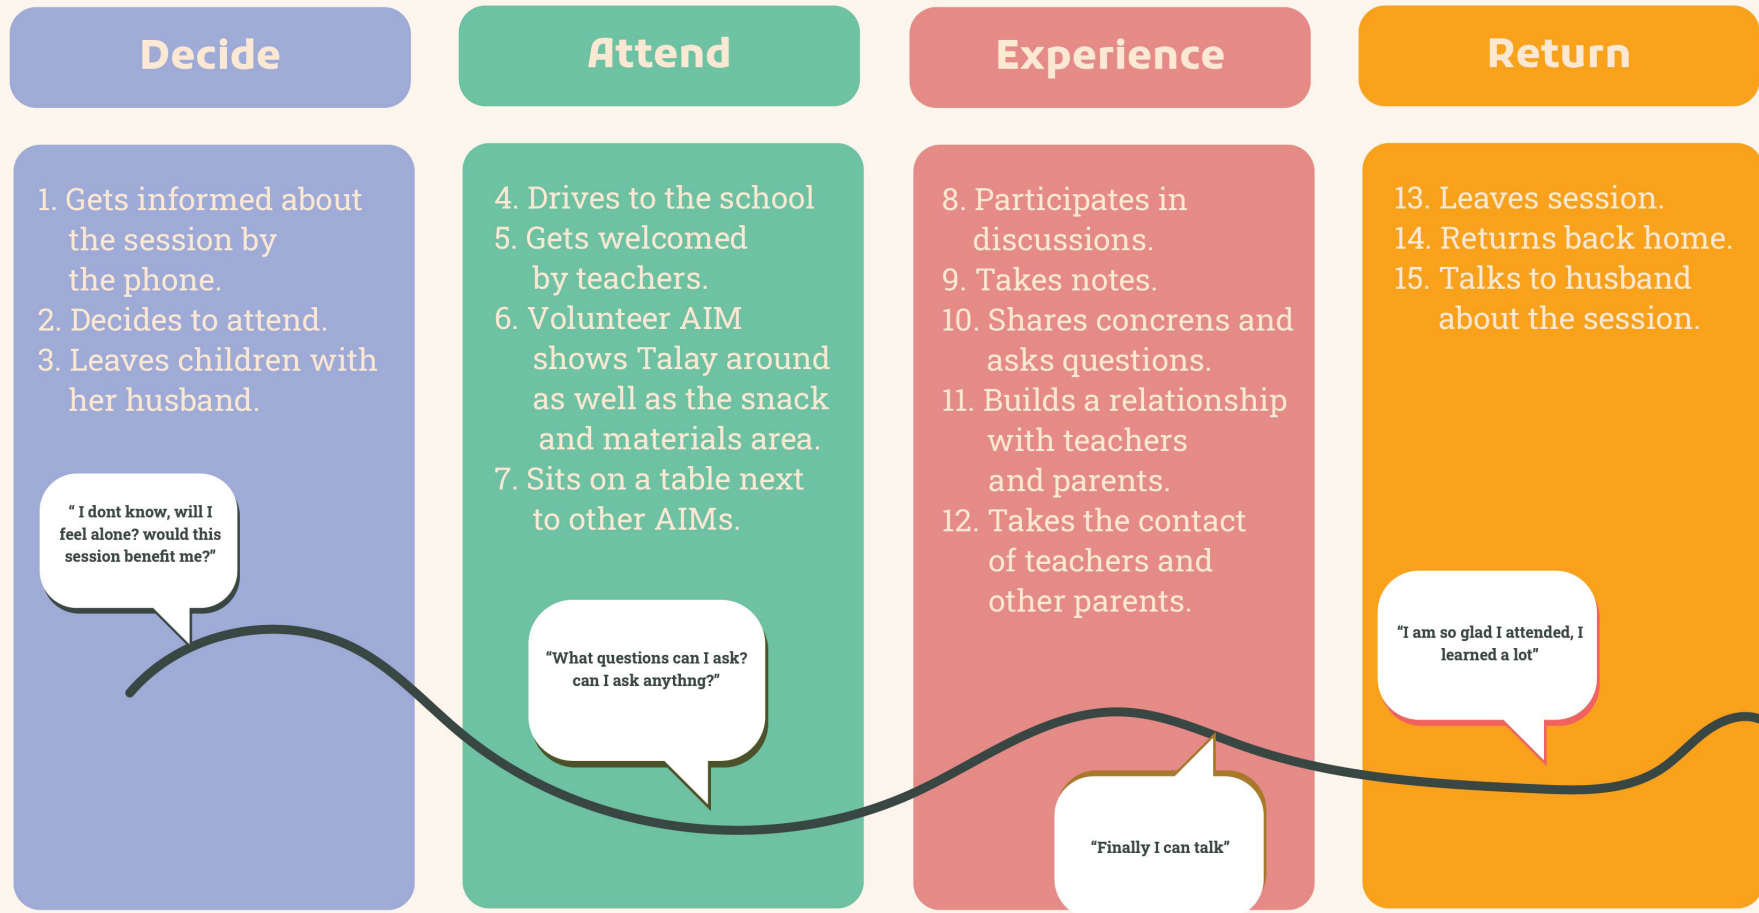 Decide
1. Gets informed about
the session by
the phone.
2. Decides to attend.
3. Leaves children with
her husband.
“ I dont know, will I
feel alone? would this
session benefit me?”
Attend
4. Drives to the school
5. Gets welcomed
by teachers.
6. Volunteer AIM
shows Talay around
as well as the snack
and materials area.
7. Sits on a table next
to other AIMs.
“What questions can I ask?
can I ask anythng?”
Experience
8. Participates in
discussions.
9. Takes notes.
10. Shares concrens and
asks questions.
11. Builds a relationship
with teachers
and parents.
12. Takes the contact
of teachers and
other parents.
“Finally I can talk”
Return
13. Leaves session.
14. Returns back home.
15. Talks to husband
about the session.
“I am so glad I attended, I
learned a lot”